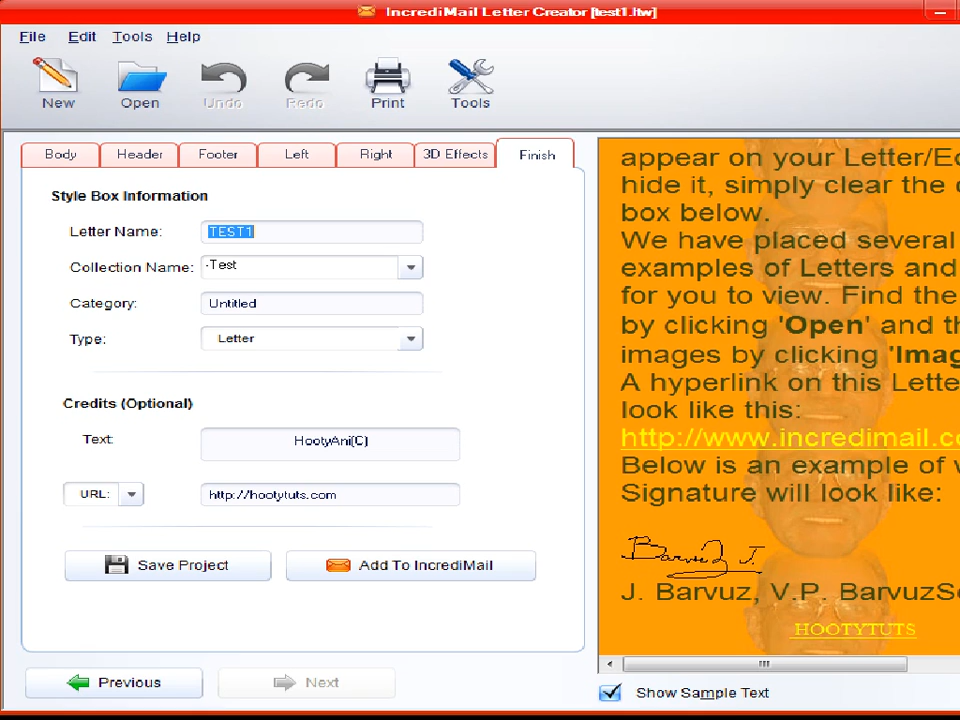 IncrediMail Letter Creator [test1.ltw]
File Edit Tools Help
New Open Undo Redo Print Tools
Body Header Footer Left Right 3D Effects Finish
Style Box Information
Letter Name: TEST1
Collection Name: -Test
Category: Untitled
Type: Letter
Credits (Optional)
Text: HootyAni(C)
URL: http://hootytuts.com
Save Project Add To IncrediMail
Previous Next
appear on your Letter/E
hide it, simply clear the
box below.
We have placed several
examples of Letters and
for you to view. Find the
by clicking 'Open' and th
images by clicking 'Imag
A hyperlink on this Lette
look like this:
http://www.incredimail.c
Below is an example of
Signature will look like:
Barvuz J.
J. Barvuz, V.P. BarvuzS
HOOTYTUTS
Show Sample Text